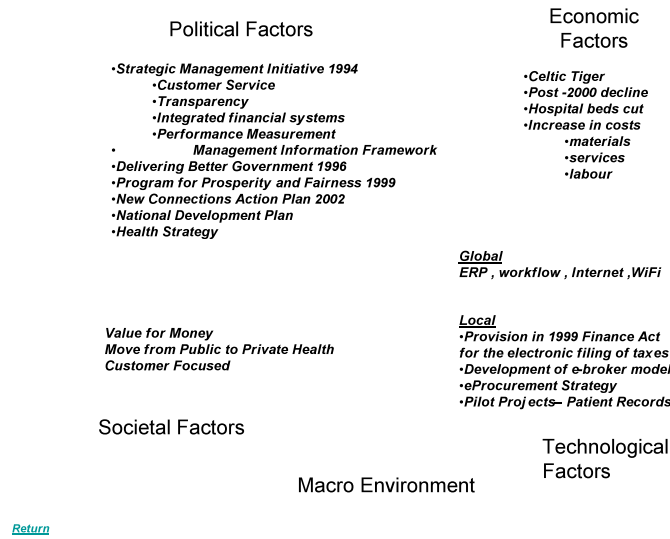 Political Factors
•Strategic Management Initiative 1994
•Customer Service
•Transparency
•Integrated financial systems
•Performance Measurement
• Management Information Framework
•Delivering Better Government 1996
•Program for Prosperity and Fairness 1999
•New Connections Action Plan 2002
•National Development Plan
•Health Strategy
Economic
Factors
•Celtic Tiger
•Post -2000 decline
•Hospital beds cut
•Increase in costs
•materials
•services
•labour
Global
ERP , workflow , Internet ,WiFi
Local
•Provision in 1999 Finance Act
for the electronic filing of taxes
•Development of e-broker model
•eProcurement Strategy
•Pilot Projects– Patient Records
Technological
Factors
Value for Money
Move from Public to Private Health
Customer Focused
Societal Factors
Macro Environment
Return